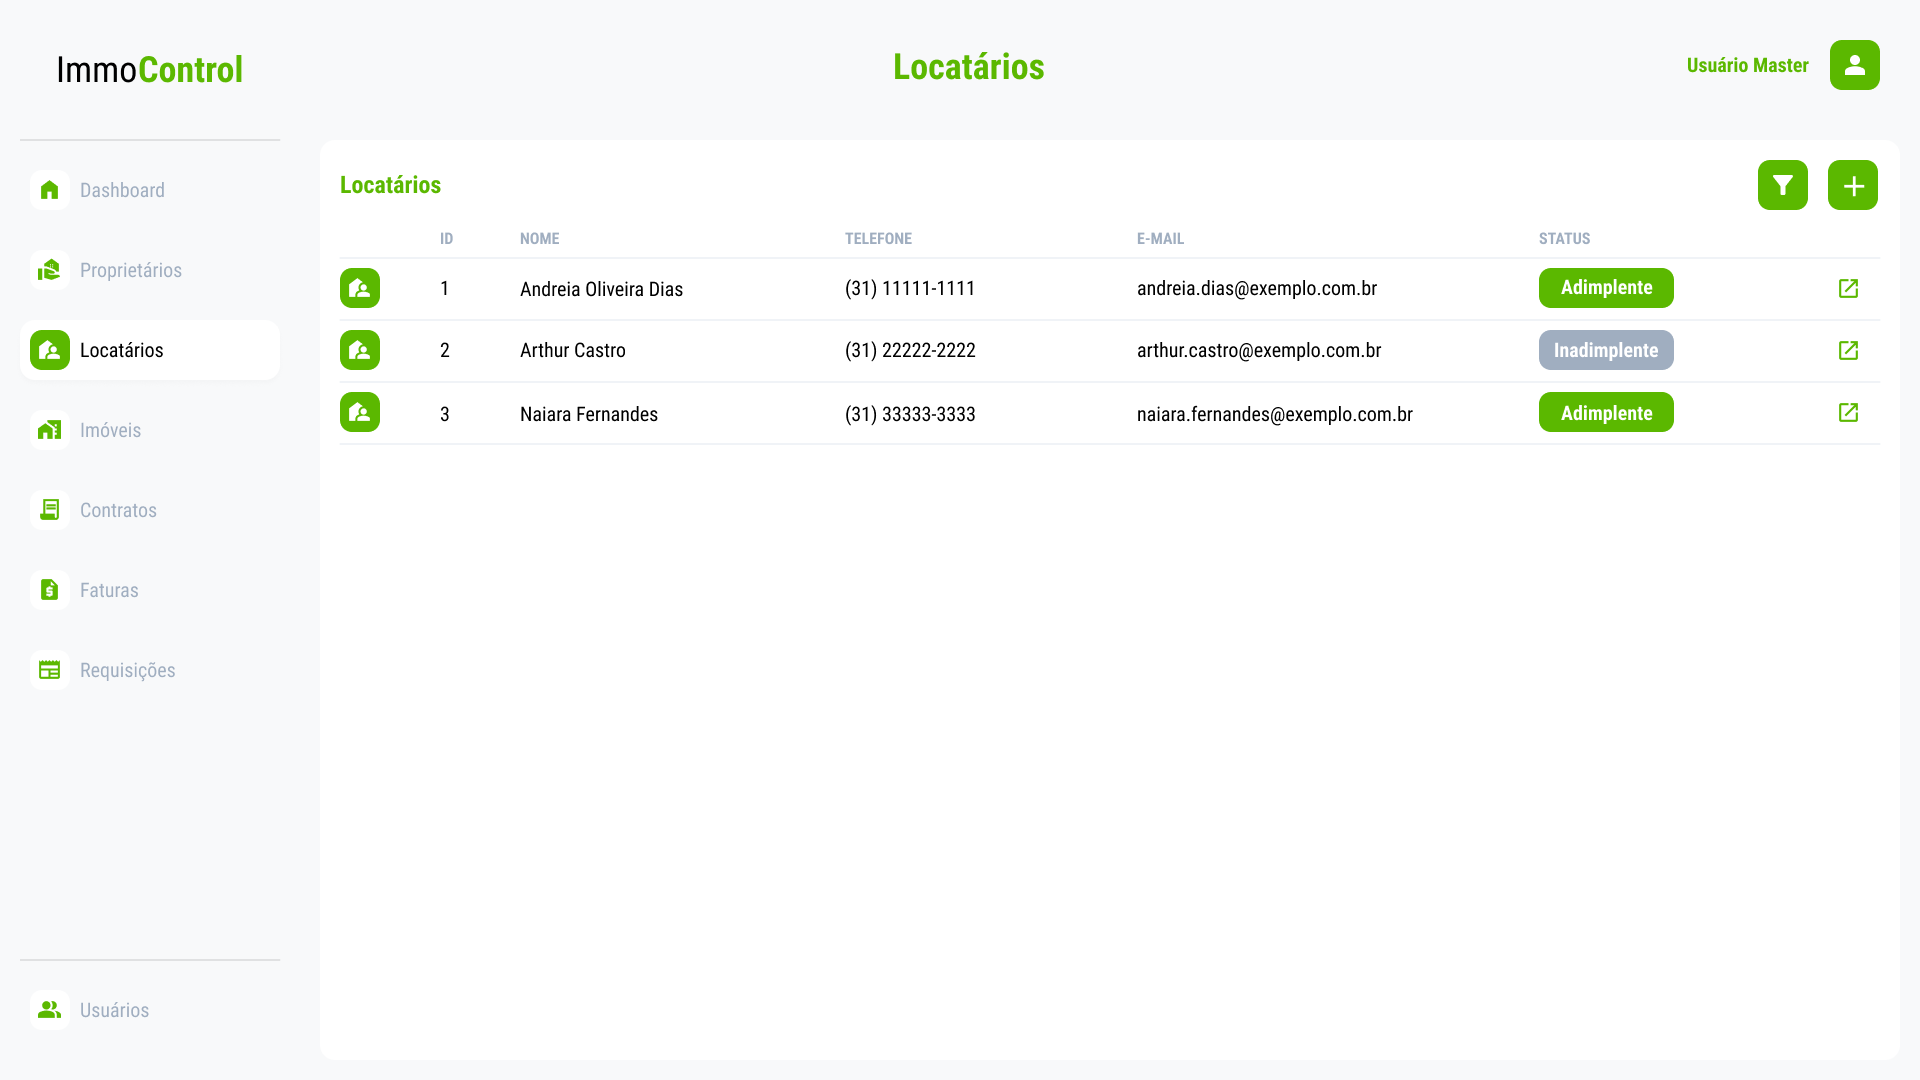 ImmoControl
Locatários
Usuário Master
Dashboard
Proprietários
Locatários
Imóveis
Contratos
Faturas
Requisições
Usuários
Locatários
ID NOME TELEFONE E-MAIL STATUS
1 Andreia Oliveira Dias (31) 11111-1111 andreia.dias@exemplo.com.br Adimplente
2 Arthur Castro (31) 22222-2222 arthur.castro@exemplo.com.br Inadimplente
3 Naiara Fernandes (31) 33333-3333 naiara.fernandes@exemplo.com.br Adimplente